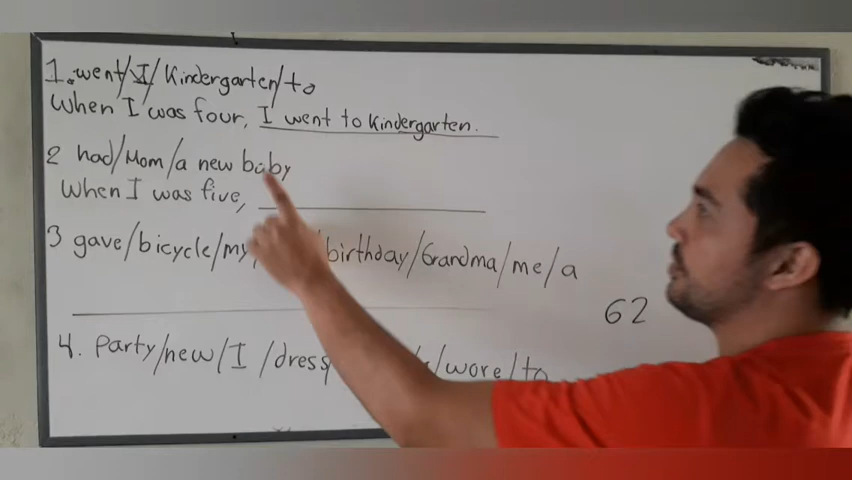 1. went/I/Kindergarten/to
When I was four, I went to Kindergarten.
2 had/Mom/a new baby
When I was five,
3 gave/bicycle/my birthday/Grandma/me/a
62
4. Party/new/I/dress wore/to